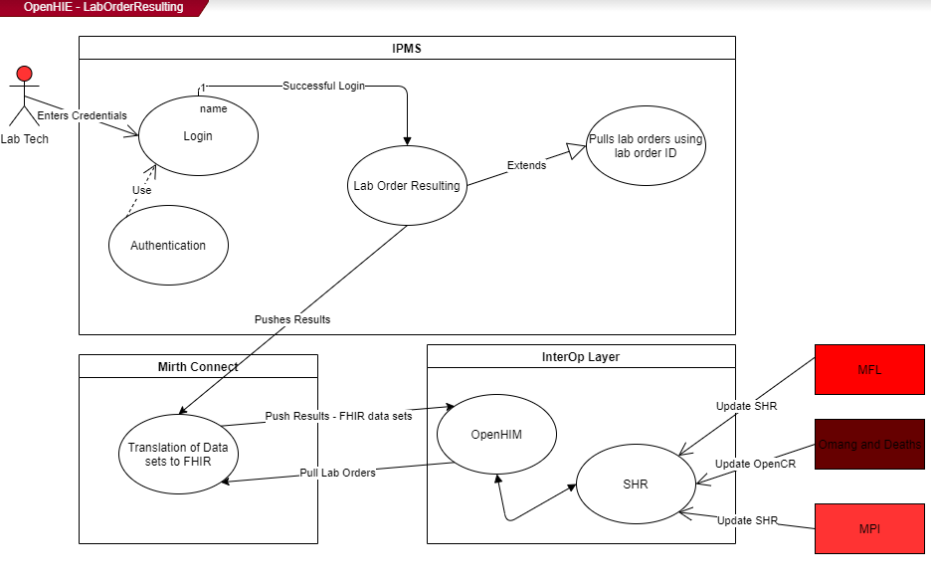 OpenHIE - LabOrderResulting
IPMS
Lab Tech
Enters Credentials
1
name
Login
Successful Login
Use
Authentication
Lab Order Resulting
Extends
Pulls lab orders using
lab order ID
Pushes Results
Mirth Connect
Translation of Data
sets to FHIR
Push Results - FHIR data sets
Pull Lab Orders
InterOp Layer
OpenHIM
SHR
Update SHR
Update OpenCR
Update SHR
MFL
Omang and Deaths
MPI